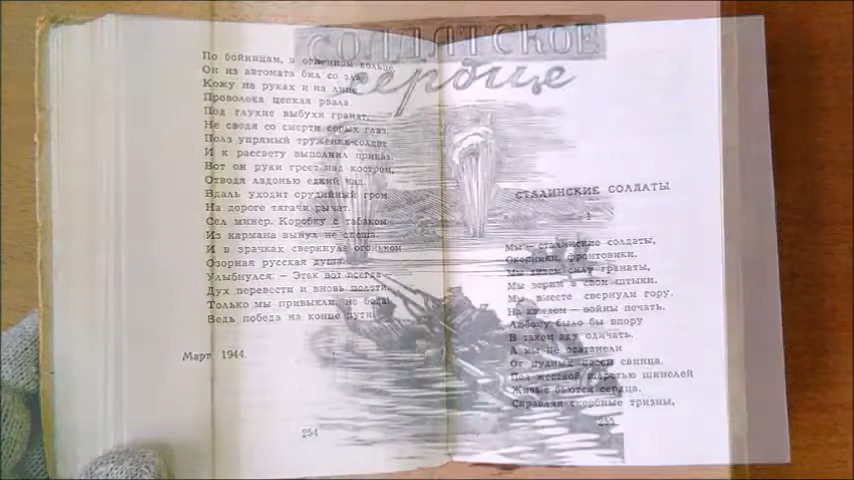 СОЛДАТСКОЕ
сердце
По бойницам, в огненном кольце
Он из автомата бил со зла.
Кожу на руках и на лице
Проволока цепкая рвала.
Под глухие выбухи гранат,
Не сводя со смерти серых глаз,
Полз упрямый труженик-солдат
И к рассвету выполнил приказ.
Вот он руки греет над костром,
Отводя ладонью едкий чад.
Вдаль уходит орудийный гром,
На дороге тягачи рычат.
Сел минер. Коробку с табаком
Из кармана вынул не спеша.
И в зрачках сверкнула огоньком
Озорная русская душа.
Улыбнулся: — Этак вот всегда —
Дух перевести и вновь ползти.
Только мы привыкли, не беда!
Ведь победа на конце пути.
Март 1944.
254
СТАЛИНСКИЕ СОЛДАТЫ
Мы — сталинские солдаты,
Окопники, фронтовики.
Мы знаем силу гранаты,
Мы верим в свои штыки.
Мы вместе свернули гору.
На каждом — войны печать.
Любому было бы впору
В таком аду одичать.
А мы не осатанели
От нудных песен свинца.
Под жесткой шерстью шинелей
Живые бьются сердца.
Справляя скорбные тризны,
255